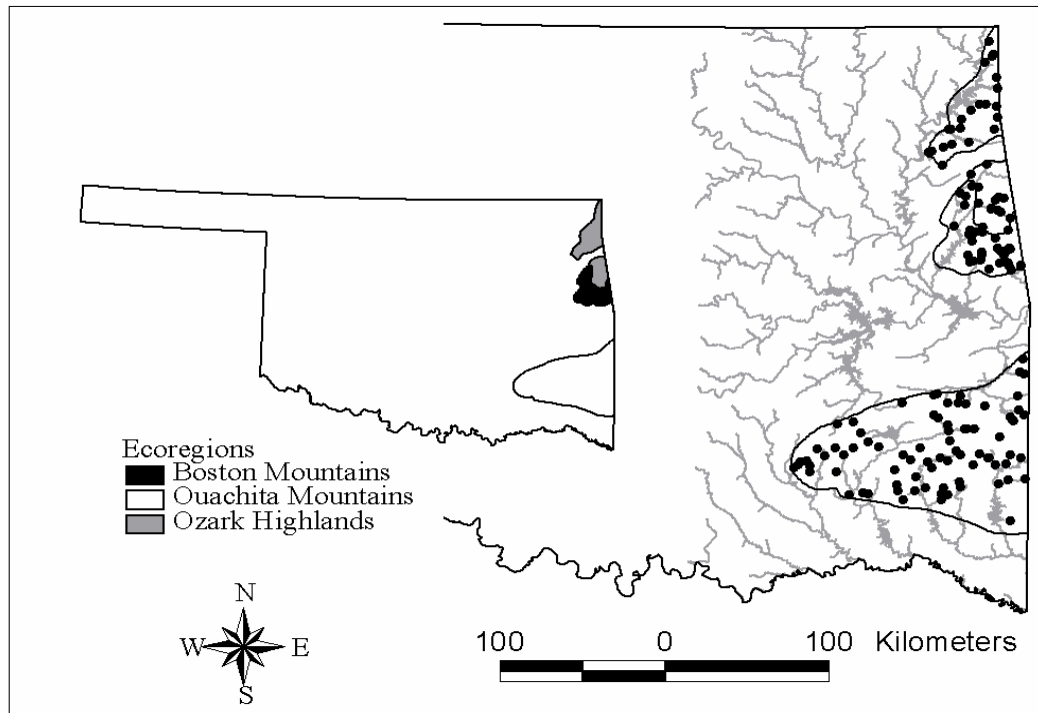 Ecoregions
Boston Mountains
Ouachita Mountains
Ozark Highlands
N
W E
S
100 0 100 Kilometers